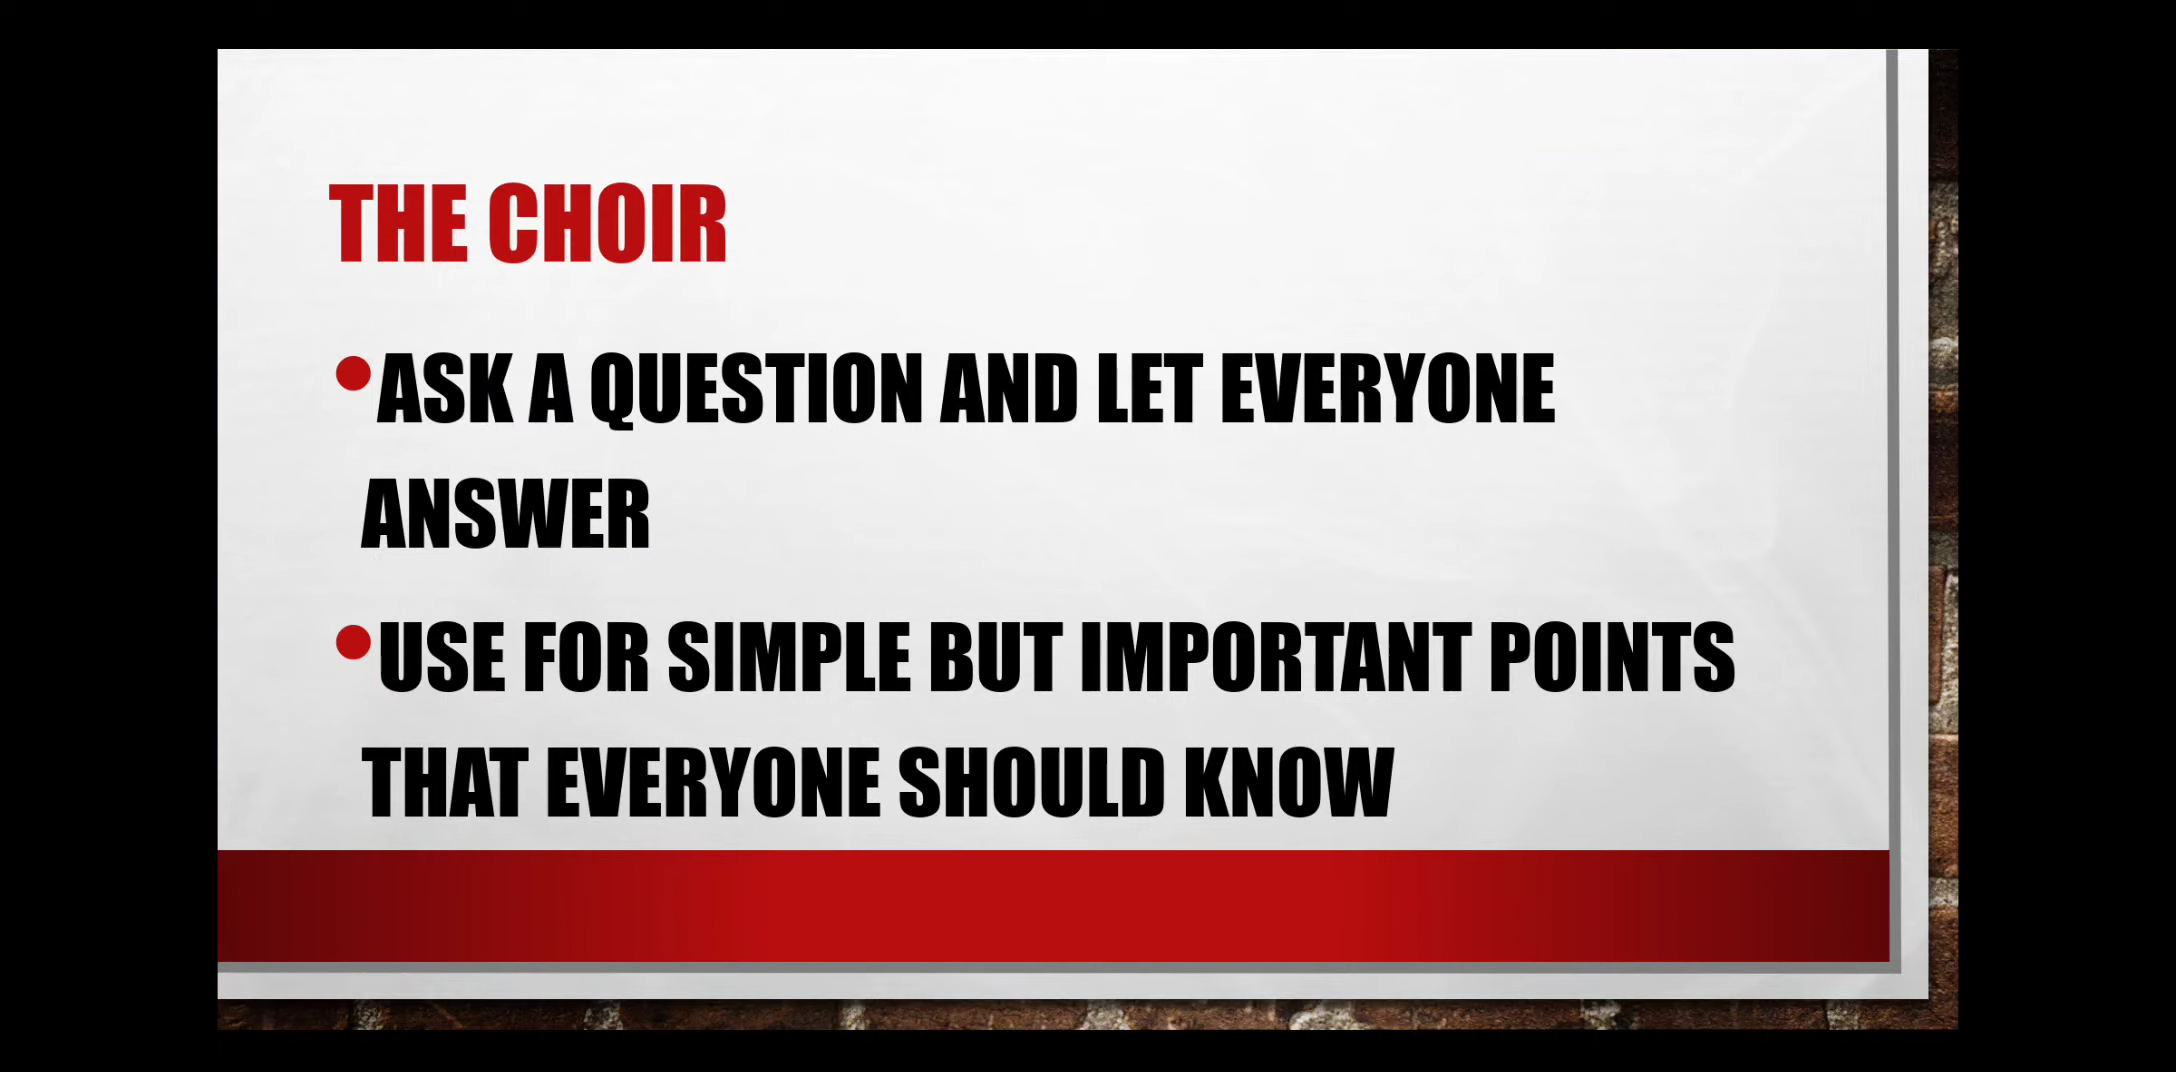 THE CHOIR
•ASK A QUESTION AND LET EVERYONE
ANSWER
•USE FOR SIMPLE BUT IMPORTANT POINTS
THAT EVERYONE SHOULD KNOW